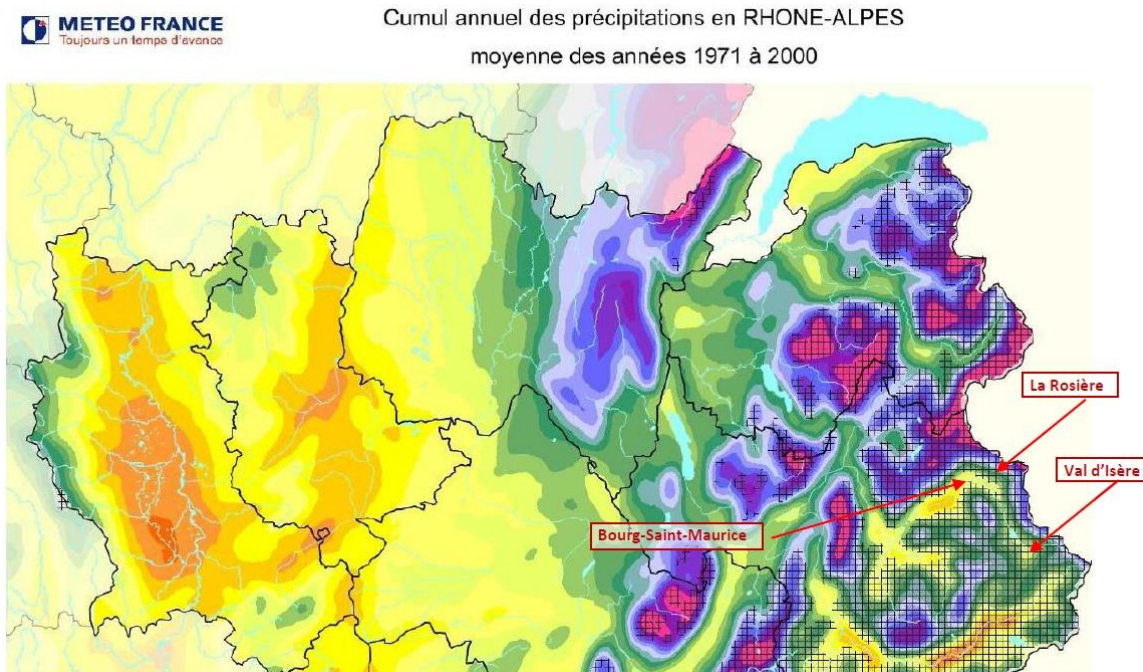 METEO FRANCE
Toujours un temps d'avance
Cumul annuel des précipitations en RHONE-ALPES
moyenne des années 1971 à 2000
La Rosière
Val d'Isère
Bourg-Saint-Maurice